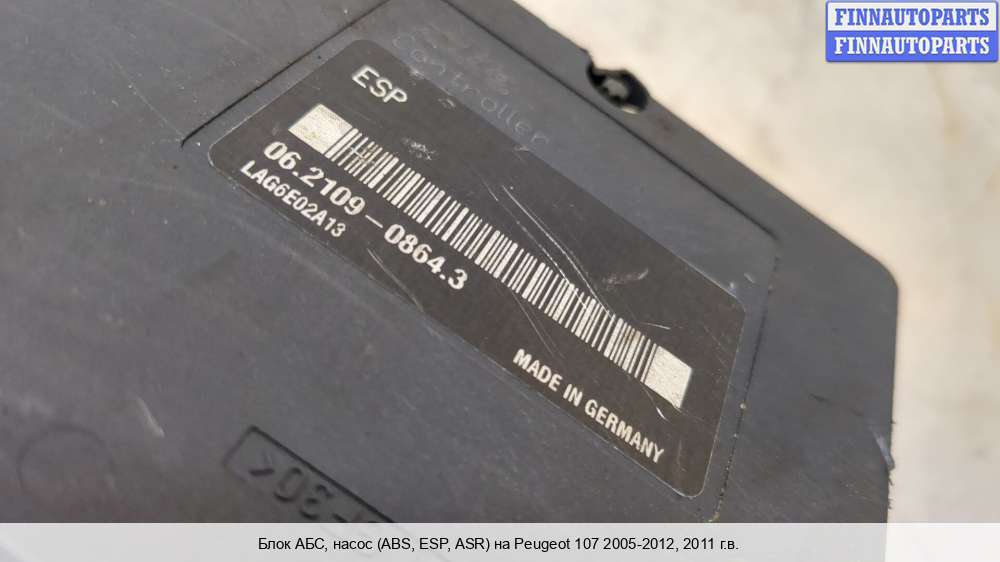 FINNAUTOPARTS
FINNAUTOPARTS
Controller
ESP
06.2109-0864.3
LAG6E02A13
MADE IN GERMANY
Блок АБС, насос (ABS, ESP, ASR) на Peugeot 107 2005-2012, 2011 г.в.